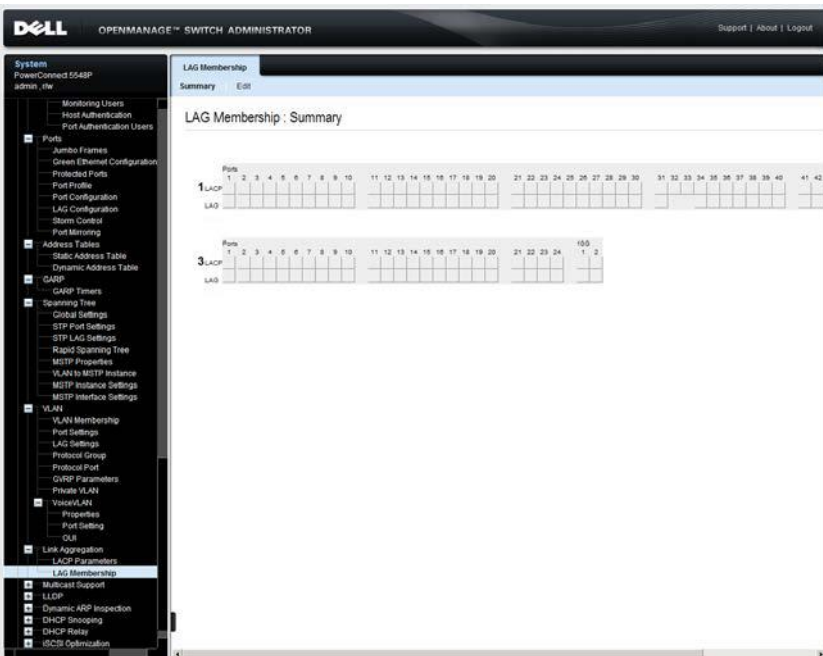 DELL OPENMANAGE™ SWITCH ADMINISTRATOR
Support | About | Logout
System
PowerConnect 5548P
admin , r/w
Monitoring Users
Host Authentication
Port Authentication Users
Ports
Jumbo Frames
Green Ethernet Configuration
Protected Ports
Port Profile
Port Configuration
LAG Configuration
Storm Control
Port Mirroring
Address Tables
Static Address Table
Dynamic Address Table
GARP
GARP Timers
Spanning Tree
Global Settings
STP Port Settings
STP LAG Settings
Rapid Spanning Tree
MSTP Properties
VLAN to MSTP Instance
MSTP Instance Settings
MSTP Interface Settings
VLAN
VLAN Membership
Port Settings
LAG Settings
Protocol Group
Protocol Port
GVRP Parameters
Private VLAN
VoiceVLAN
Properties
Port Setting
OUI
Link Aggregation
LACP Parameters
LAG Membership
Multicast Support
LLDP
Dynamic ARP Inspection
DHCP Snooping
DHCP Relay
iSCSI Optimization
LAG Membership
Summary Edit
LAG Membership : Summary
Ports
1 2 3 4 5 6 7 8 9 10 11 12 13 14 15 16 17 18 19 20 21 22 23 24 25 26 27 28 29 30 31 32 33 34 35 36 37 38 39 40 41 42
1 LACP
LAG
Ports 10G
1 2 3 4 5 6 7 8 9 10 11 12 13 14 15 16 17 18 19 20 21 22 23 24 1 2
3 LACP
LAG